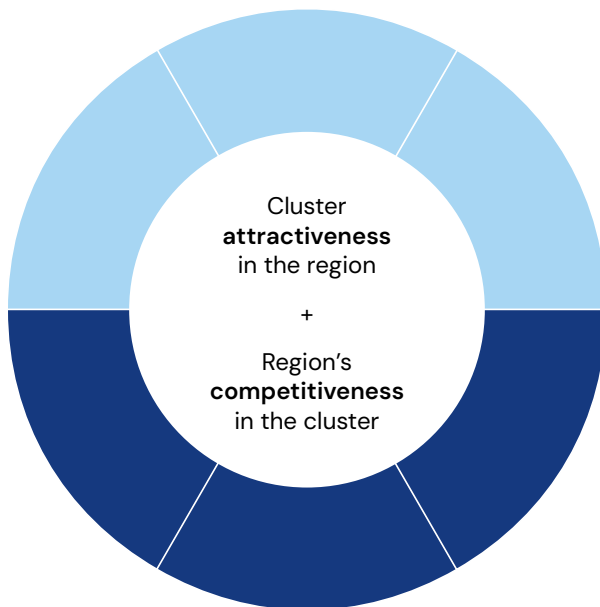 Cluster
attractiveness
in the region
+
Region's
competitiveness
in the cluster